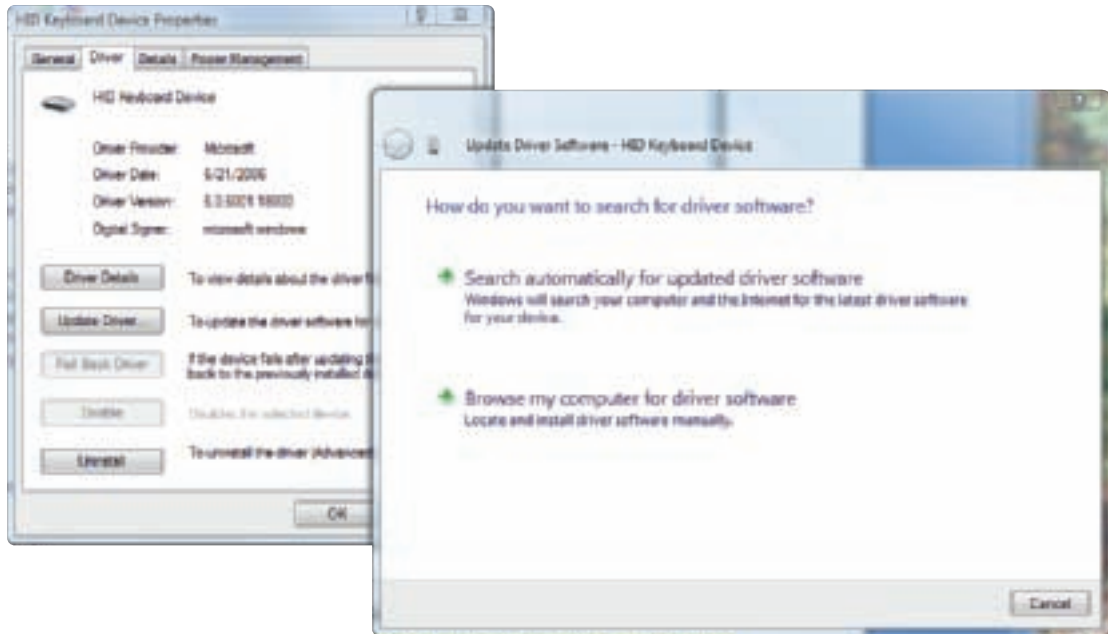 HID Keyboard Device Properties
General Driver Details Power Management
HID Keyboard Device
Driver Provider: Microsoft
Driver Date: 6/21/2006
Driver Version:
Digital Signer: microsoft windows
Driver Details To view details about the driver
Update Driver... To update the driver software for
Roll Back Driver If the device fails after updating
back to the previously installed
Disable Disables the selected device.
Uninstall To uninstall the driver (Advanced
OK
Update Driver Software - HID Keyboard Device
How do you want to search for driver software?
Search automatically for updated driver software
Windows will search your computer and the Internet for the latest driver software
for your device.
Browse my computer for driver software
Locate and install driver software manually.
Cancel